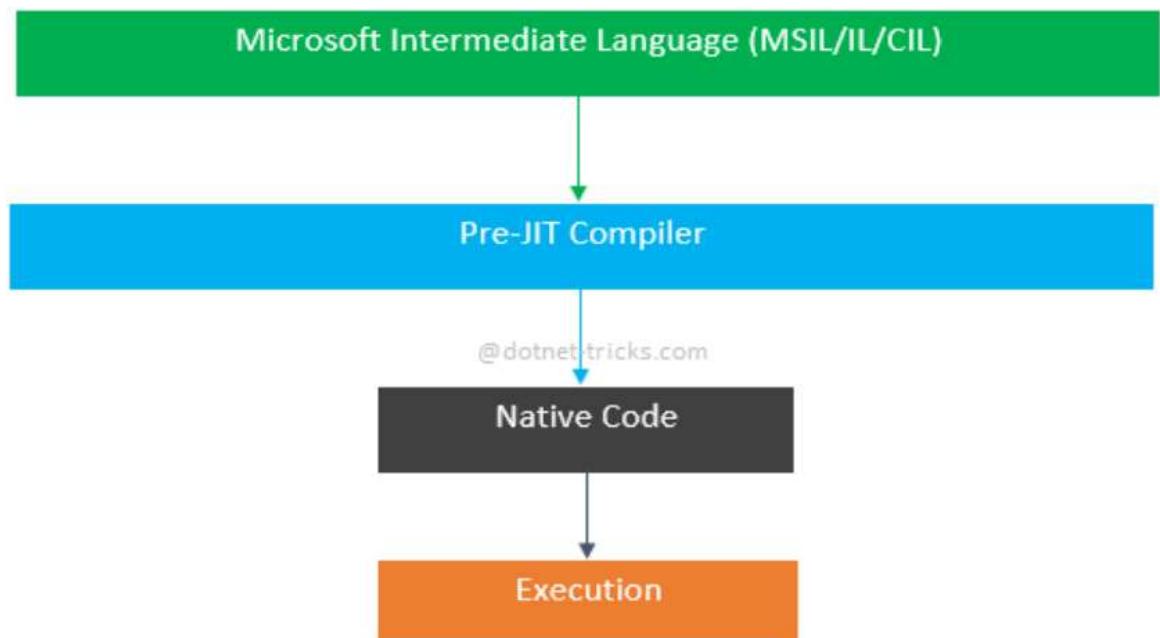 Microsoft Intermediate Language (MSIL/IL/CIL)
Pre-JIT Compiler
@dotnet-tricks.com
Native Code
Execution